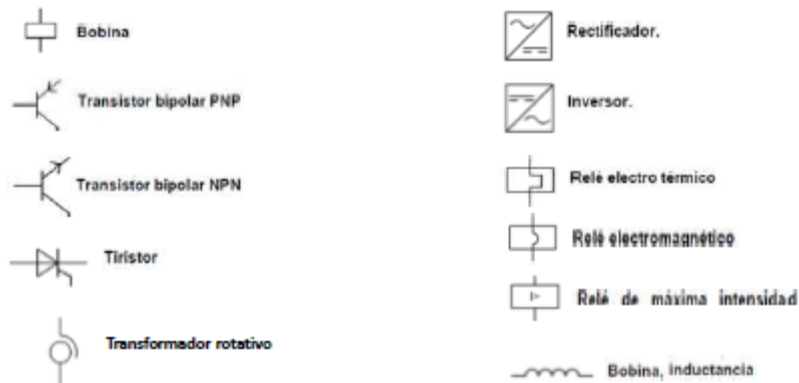 Bobina
Transistor bipolar PNP
Transistor bipolar NPN
Tiristor
Transformador rotativo
Rectificador.
Inversor.
Relé electro térmico
Relé electromagnético
Relé de máxima intensidad
Bobina, inductancia